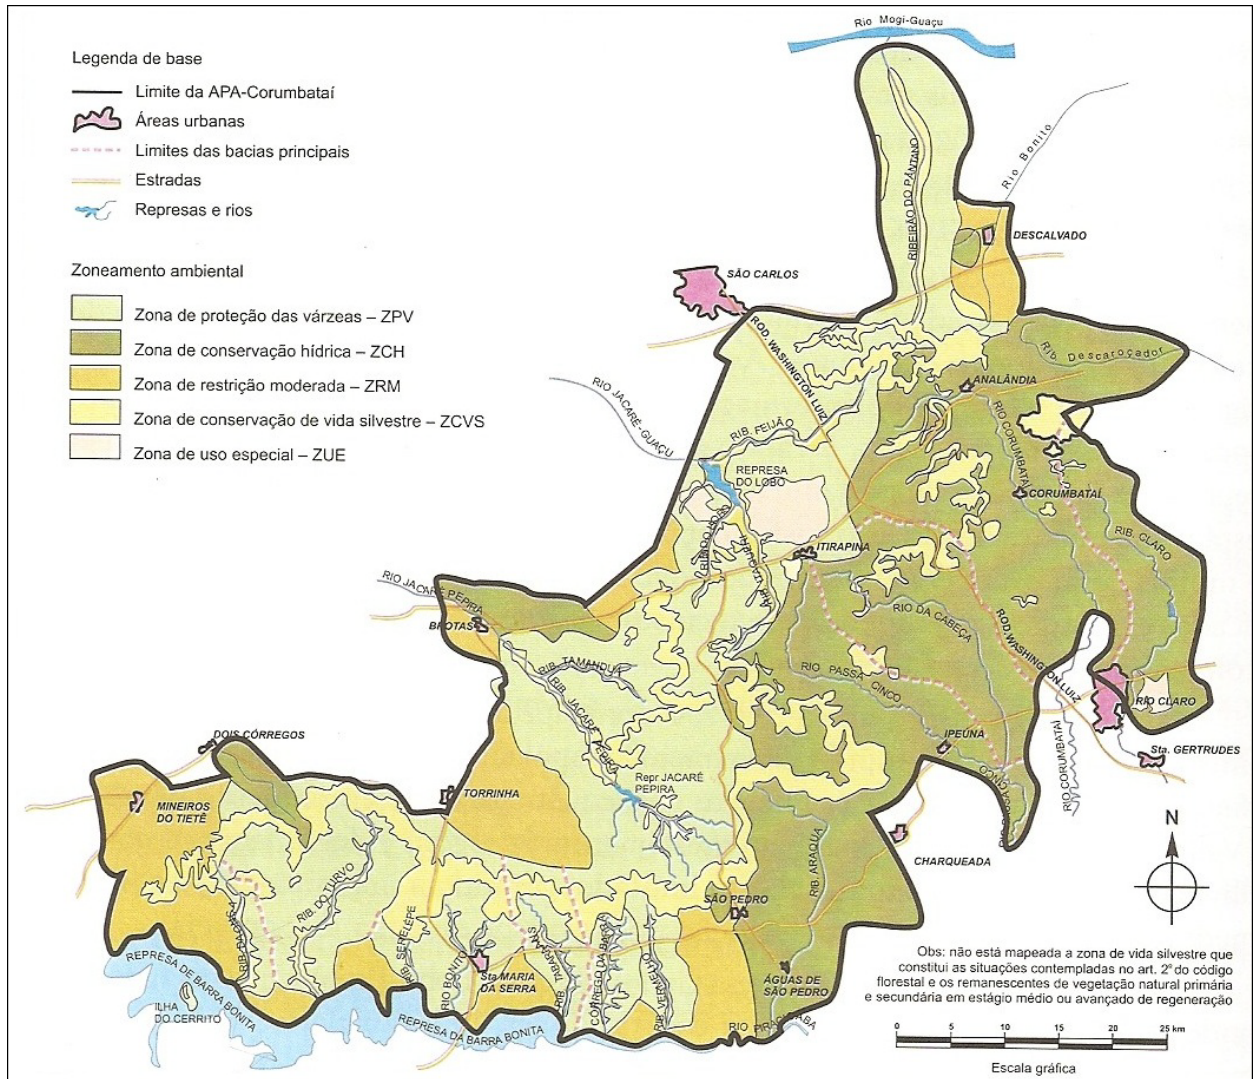 Legenda de base
Limite da APA-Corumbataí
Áreas urbanas
Limites das bacias principais
Estradas
Represas e rios
Zoneamento ambiental
Zona de proteção das várzeas – ZPV
Zona de conservação hídrica – ZCH
Zona de restrição moderada – ZRM
Zona de conservação de vida silvestre – ZCVS
Zona de uso especial – ZUE
Rio Mogi-Guaçu
Rio Bonito
RIBEIRÃO DO PÂNTANO
DESCALVADO
SÃO CARLOS
ROD. WASHINGTON LUIZ
Rib. Descaroçador
ANALÂNDIA
RIO JACARÉ-GUAÇU
RIB. FEIJÃO
RIO CORUMBATAÍ
REPRESA
DO LOBO
CORUMBATAÍ
RIB. CLARO
ITIRAPINA
RIO JACARÉ PEPIRA
BROTAS
RIO DA CABEÇA
ROD. WASHINGTON LUIZ
RIB. TAMANDUÁ
RIO PASSA CINCO
RIB. JACARÉ PEPIRA
RIO CLARO
IPEÚNA
RIO CORUMBATAÍ
Sta. GERTRUDES
DOIS CÓRREGOS
Repr JACARÉ
PEPIRA
MINEIROS
DO TIETÊ
TORRINHA
CHARQUEADA
RIB. ARAQUA
N
RIB. DO TURVO
SÃO PEDRO
RIB. SERELEPE
RIO BONITO
Sta MARIA
DA SERRA
RIB. VERMELHO
ÁGUAS DE
SÃO PEDRO
REPRESA DE BARRA BONITA
ILHA
DO CERRITO
REPRESA DA BARRA BONITA
RIO PIRACICABA
Obs: não está mapeada a zona de vida silvestre que
constitui as situações contempladas no art. 2º do código
florestal e os remanescentes de vegetação natural primária
e secundária em estágio médio ou avançado de regeneração
0 5 10 15 20 25 km
Escala gráfica